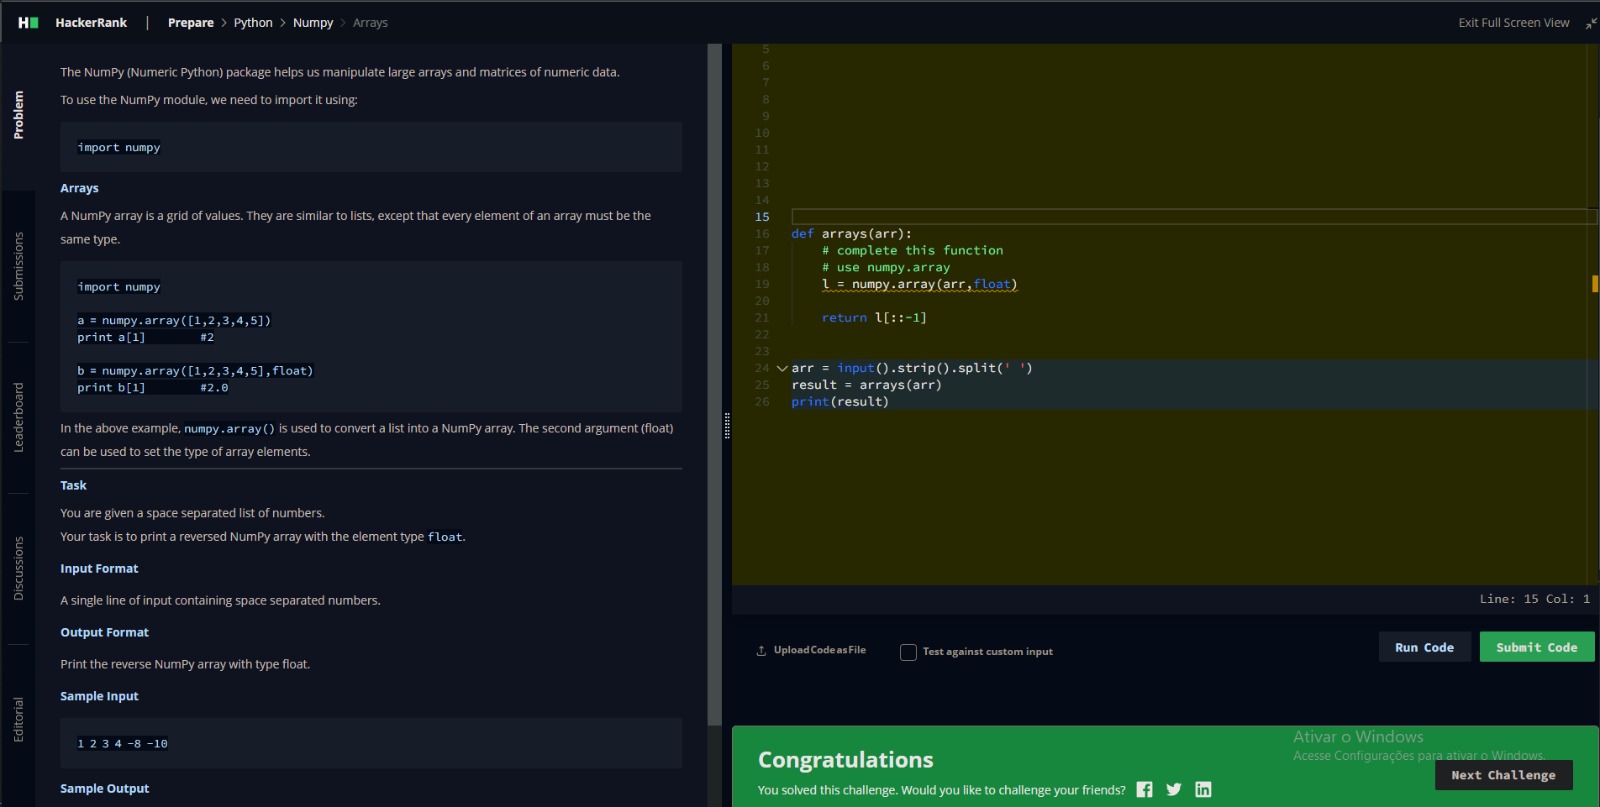 H HackerRank | Prepare > Python > Numpy > Arrays Exit Full Screen View
Problem
Submissions
Leaderboard
Discussions
Editorial
The NumPy (Numeric Python) package helps us manipulate large arrays and matrices of numeric data.
To use the NumPy module, we need to import it using:
import numpy
Arrays
A NumPy array is a grid of values. They are similar to lists, except that every element of an array must be the
same type.
import numpy
a = numpy.array([1,2,3,4,5])
print a[1] #2
b = numpy.array([1,2,3,4,5],float)
print b[1] #2.0
In the above example, numpy.array() is used to convert a list into a NumPy array. The second argument (float)
can be used to set the type of array elements.
Task
You are given a space separated list of numbers.
Your task is to print a reversed NumPy array with the element type float.
Input Format
A single line of input containing space separated numbers.
Output Format
Print the reverse NumPy array with type float.
Sample Input
1 2 3 4 -8 -10
Sample Output
5
6
7
8
9
10
11
12
13
14
15
16 def arrays(arr):
17 # complete this function
18 # use numpy.array
19 l = numpy.array(arr,float)
20
21 return l[::-1]
22
23
24 arr = input().strip().split(' ')
25 result = arrays(arr)
26 print(result)
Line: 15 Col: 1
Upload Code as File
Test against custom input
Run Code
Submit Code
Congratulations
You solved this challenge. Would you like to challenge your friends?
Ativar o Windows
Acesse Configurações para ativar o Windows.
Next Challenge